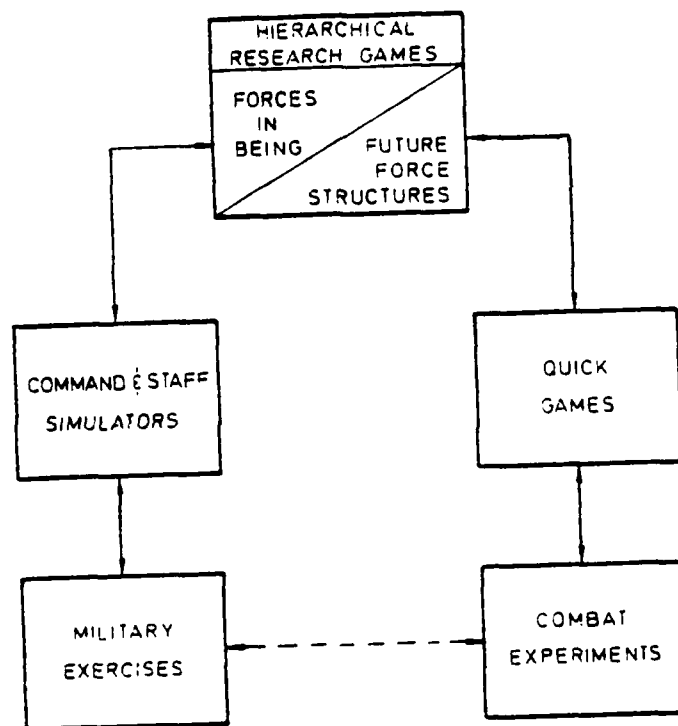 HIERARCHICAL
RESEARCH GAMES
FORCES
IN
BEING
FUTURE
FORCE
STRUCTURES
COMMAND & STAFF
SIMULATORS
QUICK
GAMES
MILITARY
EXERCISES
COMBAT
EXPERIMENTS